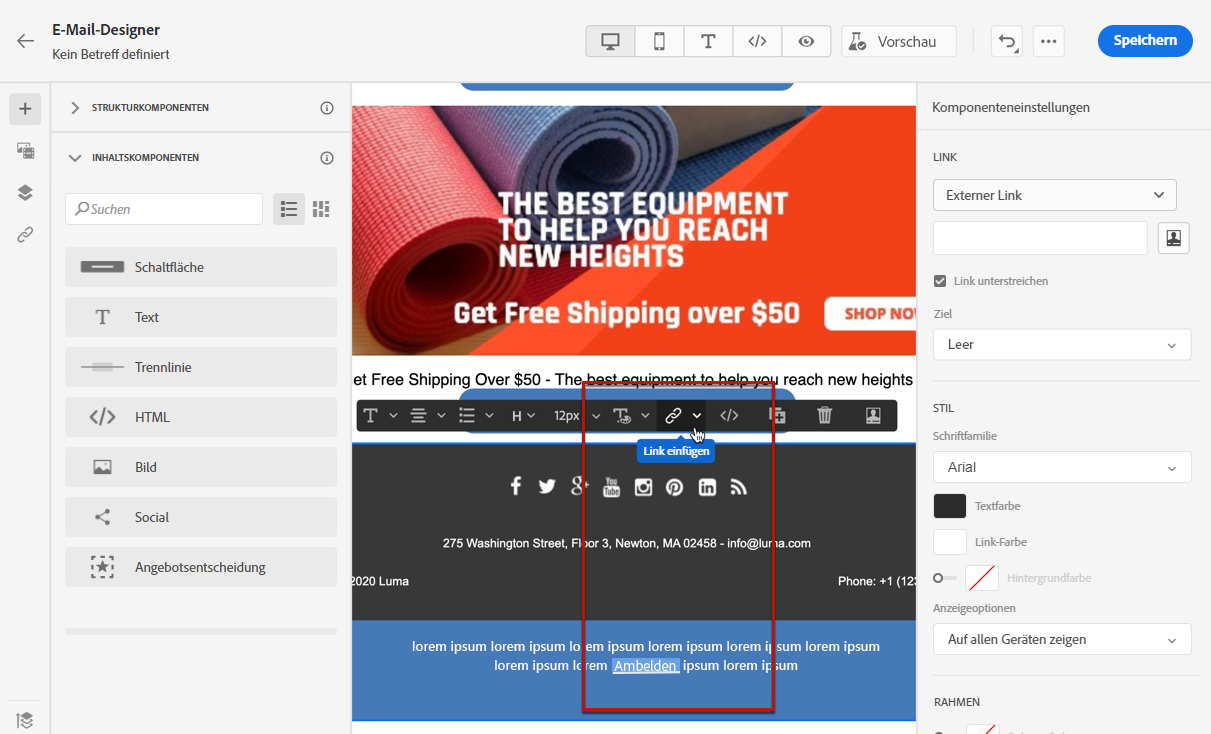 E-Mail-Designer
Kein Betreff definiert
Vorschau
Speichern
STRUKTURKOMPONENTEN
INHALTSKOMPONENTEN
Suchen
Schaltfläche
Text
Trennlinie
HTML
Bild
Social
Angebotsentscheidung
THE BEST EQUIPMENT
TO HELP YOU REACH
NEW HEIGHTS
Get Free Shipping over $50
SHOP NO
et Free Shipping Over $50 - The best equipment to help you reach new heights
H 12px
Link einfügen
You
Tube
275 Washington Street, Floor 3, Newton, MA 02458 - info@luma.com
2020 Luma
Phone: +1 (123
lorem ipsum lorem ipsum lorem ipsum lorem ipsum lorem ipsum lorem ipsum
lorem ipsum lorem Ambelden ipsum lorem ipsum
Komponenteneinstellungen
LINK
Externer Link
Link unterstreichen
Ziel
Leer
STIL
Schriftfamilie
Arial
Textfarbe
Link-Farbe
Hintergrundfarbe
Anzeigeoptionen
Auf allen Geräten zeigen
RAHMEN